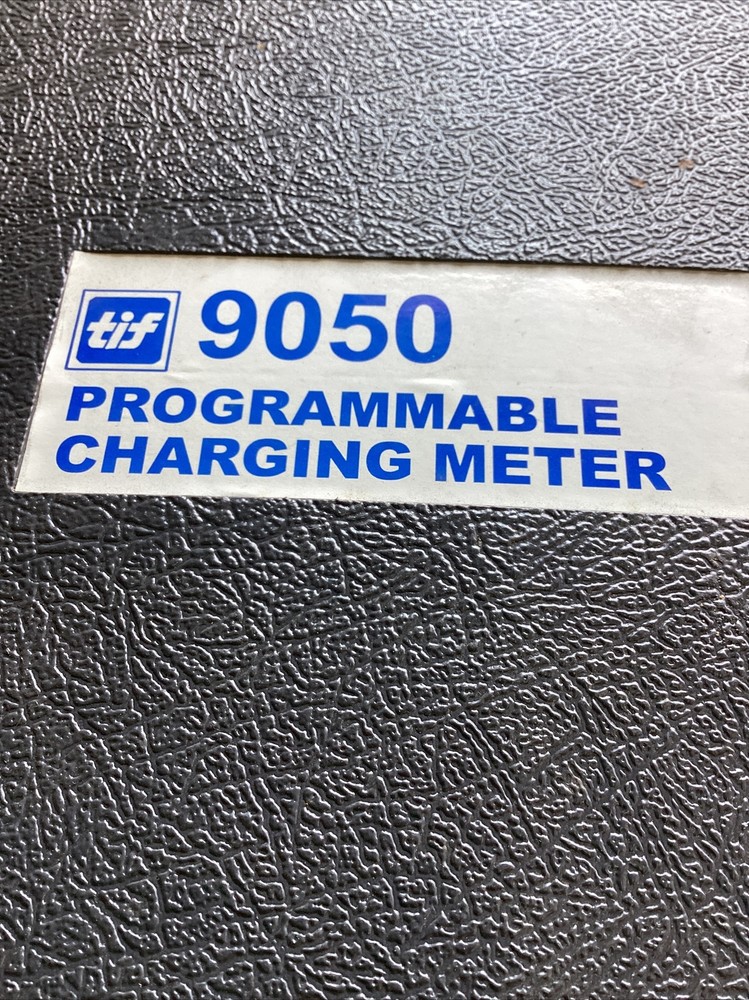 tif 9050
PROGRAMMABLE
CHARGING METER